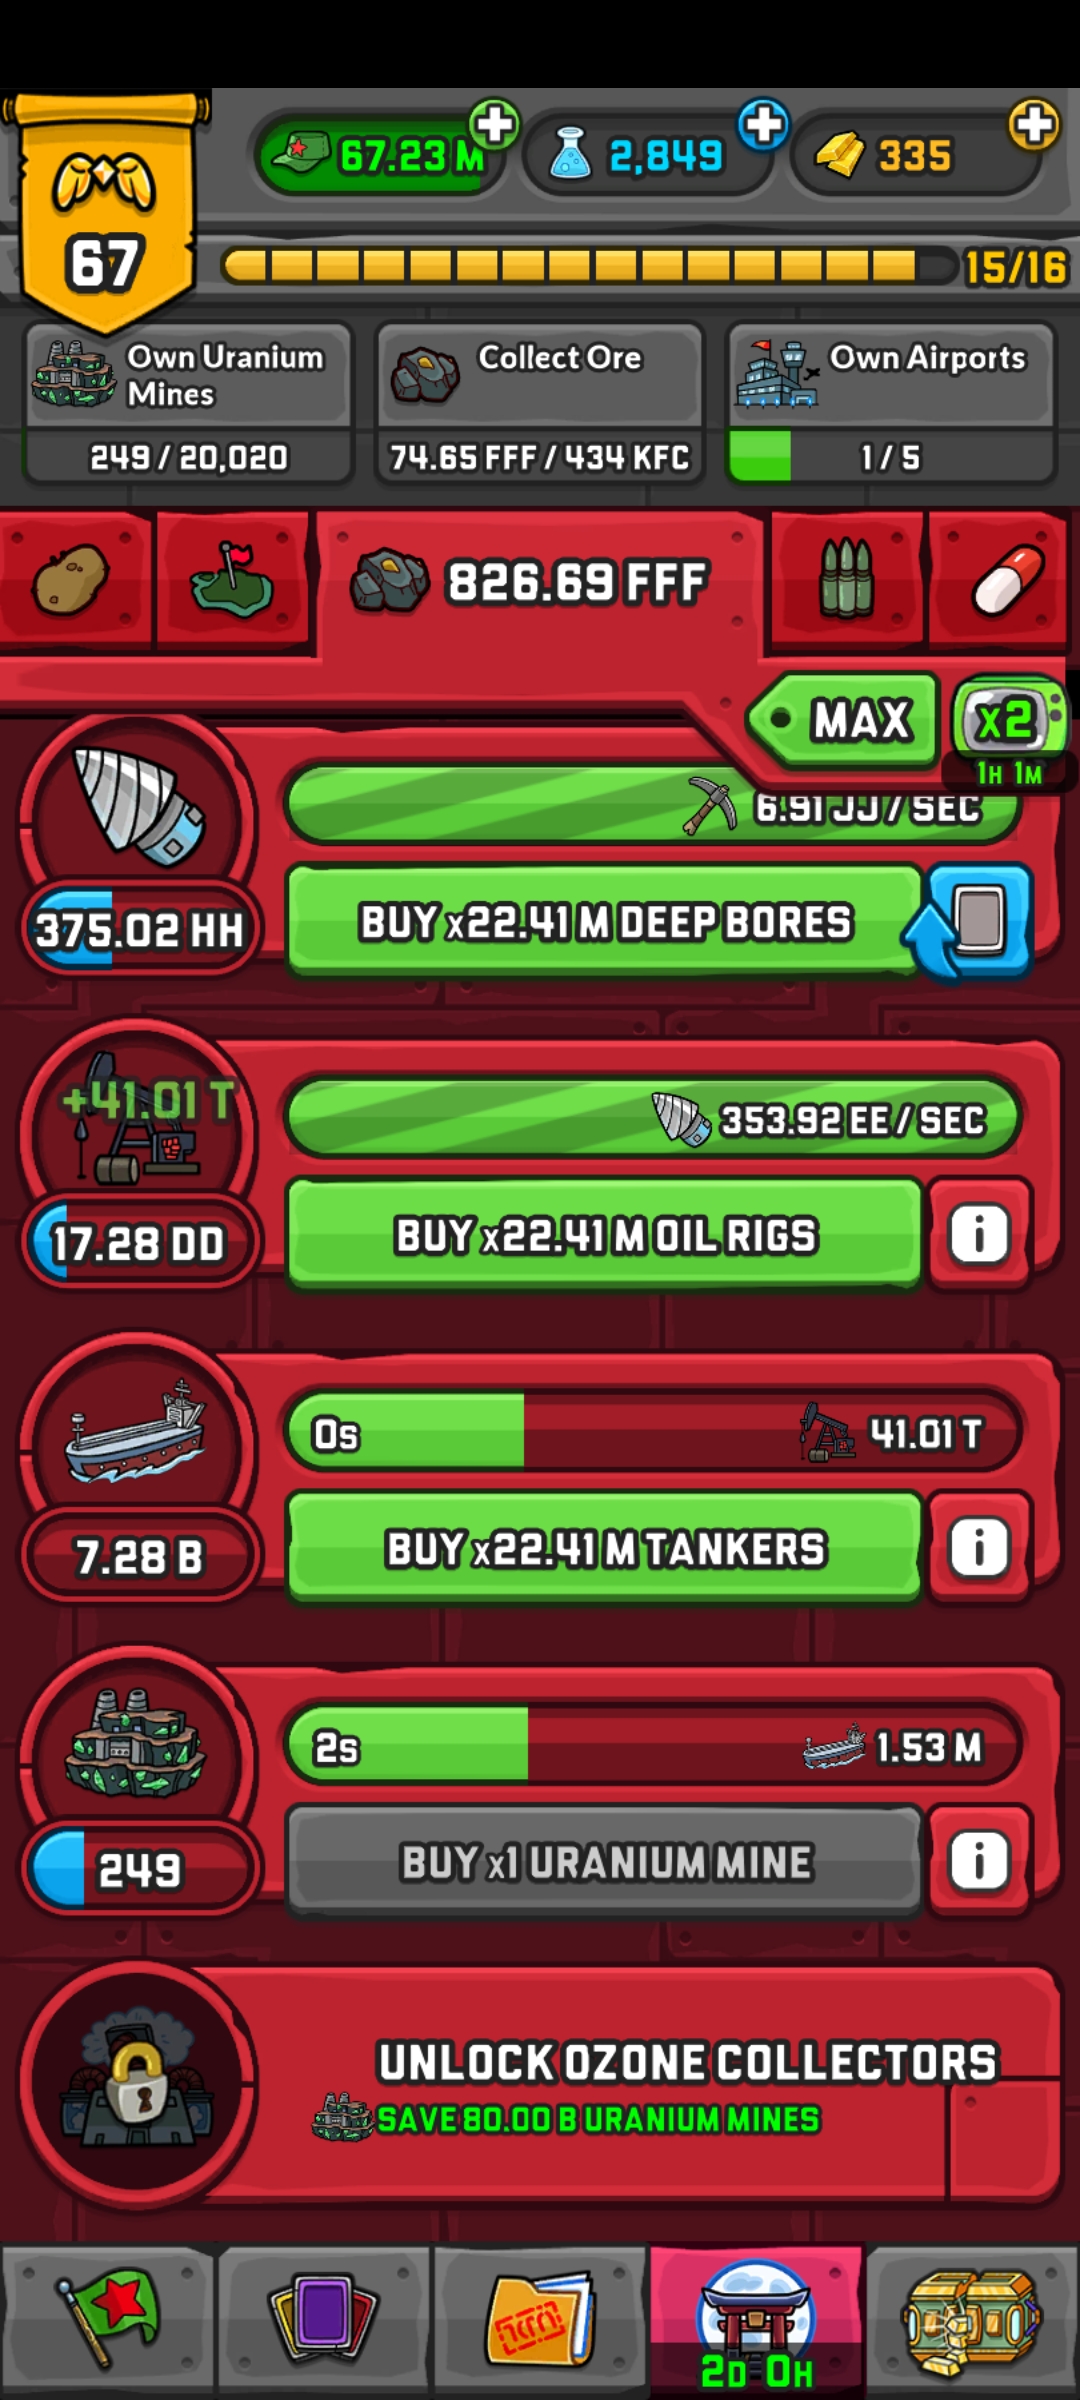 67
67.23 M
2,849
335
15/16
Own Uranium
Mines
249 / 20,020
Collect Ore
74.65 FFF / 434 KFC
Own Airports
1 / 5
826.69 FFF
MAX
x2
1H 1M
6.91 JJ / SEC
375.02 HH
BUY x22.41 M DEEP BORES
+41.01 T
353.92 EE / SEC
17.28 DD
BUY x22.41 M OIL RIGS
i
0s
41.01 T
7.28 B
BUY x22.41 M TANKERS
i
2s
1.53 M
249
BUY x1 URANIUM MINE
i
UNLOCK OZONE COLLECTORS
SAVE 80.00 B URANIUM MINES
2D 0H